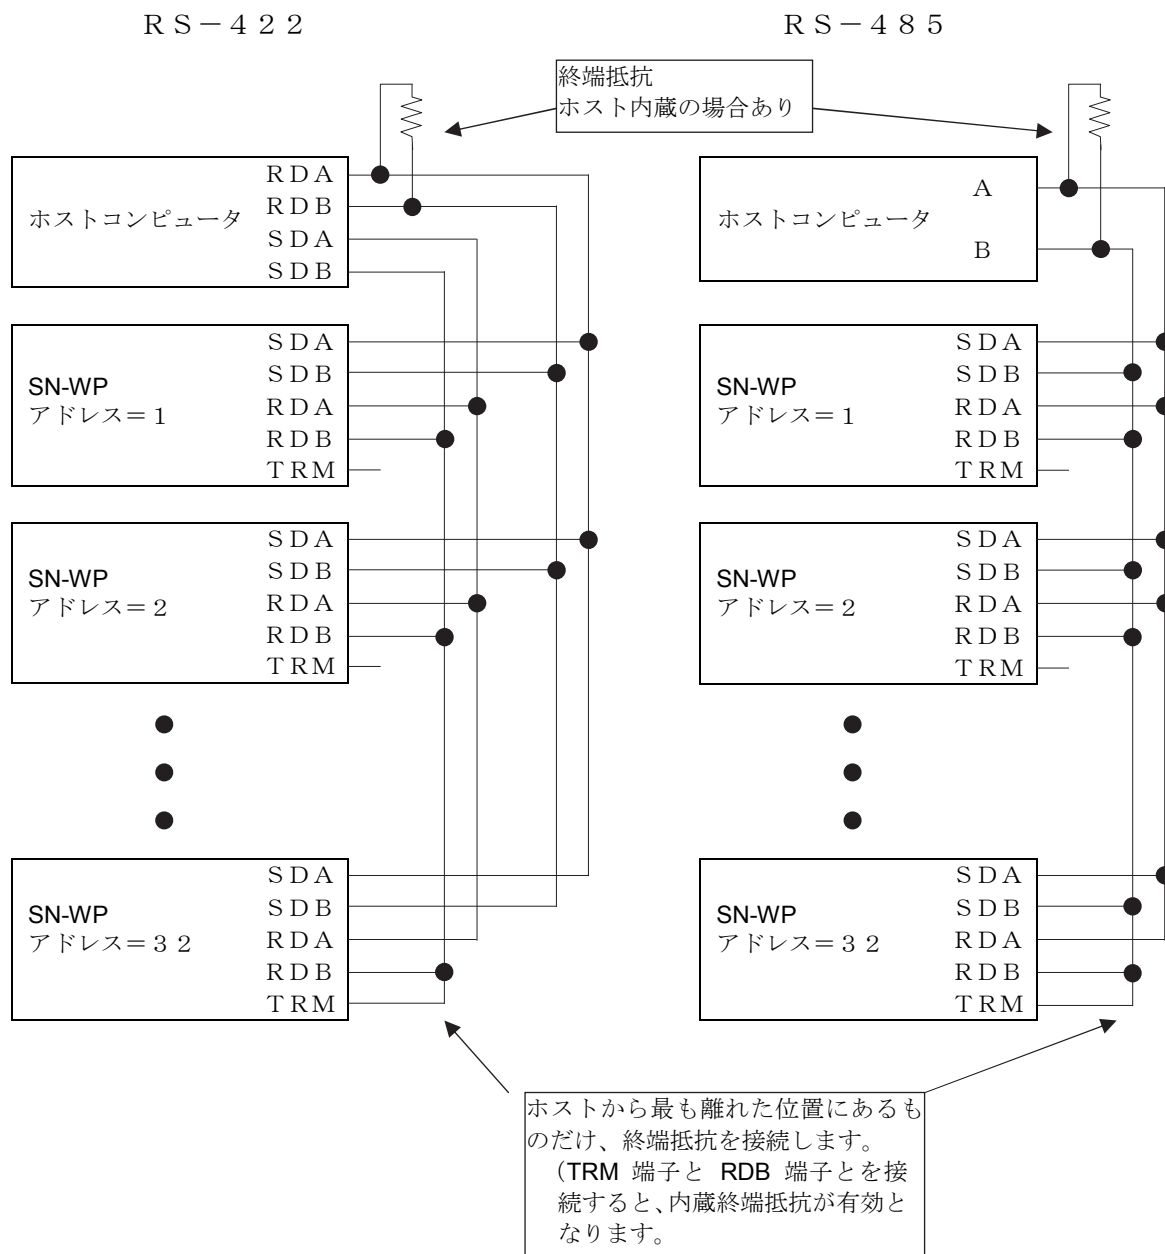 ＲＳ－４２２
ＲＳ－４８５
終端抵抗
ホスト内蔵の場合あり
ホストコンピュータ
ＲＤＡ
ＲＤＢ
ＳＤＡ
ＳＤＢ
ホストコンピュータ
Ａ
Ｂ
SN-WP
アドレス＝１
ＳＤＡ
ＳＤＢ
ＲＤＡ
ＲＤＢ
ＴＲＭ
SN-WP
アドレス＝１
ＳＤＡ
ＳＤＢ
ＲＤＡ
ＲＤＢ
ＴＲＭ
SN-WP
アドレス＝２
ＳＤＡ
ＳＤＢ
ＲＤＡ
ＲＤＢ
ＴＲＭ
SN-WP
アドレス＝２
ＳＤＡ
ＳＤＢ
ＲＤＡ
ＲＤＢ
ＴＲＭ
SN-WP
アドレス＝３２
ＳＤＡ
ＳＤＢ
ＲＤＡ
ＲＤＢ
ＴＲＭ
SN-WP
アドレス＝３２
ＳＤＡ
ＳＤＢ
ＲＤＡ
ＲＤＢ
ＴＲＭ
ホストから最も離れた位置にあるも
のだけ、終端抵抗を接続します。
（TRM 端子と RDB 端子とを接
続すると、内蔵終端抵抗が有効と
なります。